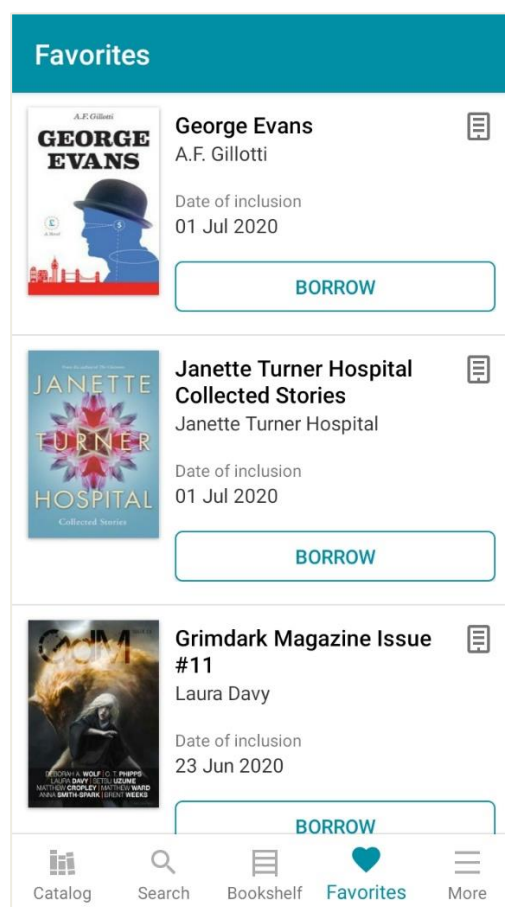 Favorites
A.F. Gillotti
GEORGE
EVANS
£
$
A Novel
George Evans
A.F. Gillotti
Date of inclusion
01 Jul 2020
BORROW
JANETTE
TURNER
HOSPITAL
Collected Stories
Janette Turner Hospital
Collected Stories
Janette Turner Hospital
Date of inclusion
01 Jul 2020
BORROW
GdM
DEBORAH A. WOLF | C. T. PHIPPS
LAURA DAVY | SETSU UZUME
MATTHEW CROPLEY | MATTHEW WARD
ANNA SMITH-SPARK | BRENT WEEKS
Grimdark Magazine Issue
#11
Laura Davy
Date of inclusion
23 Jun 2020
BORROW
Catalog Search Bookshelf Favorites More